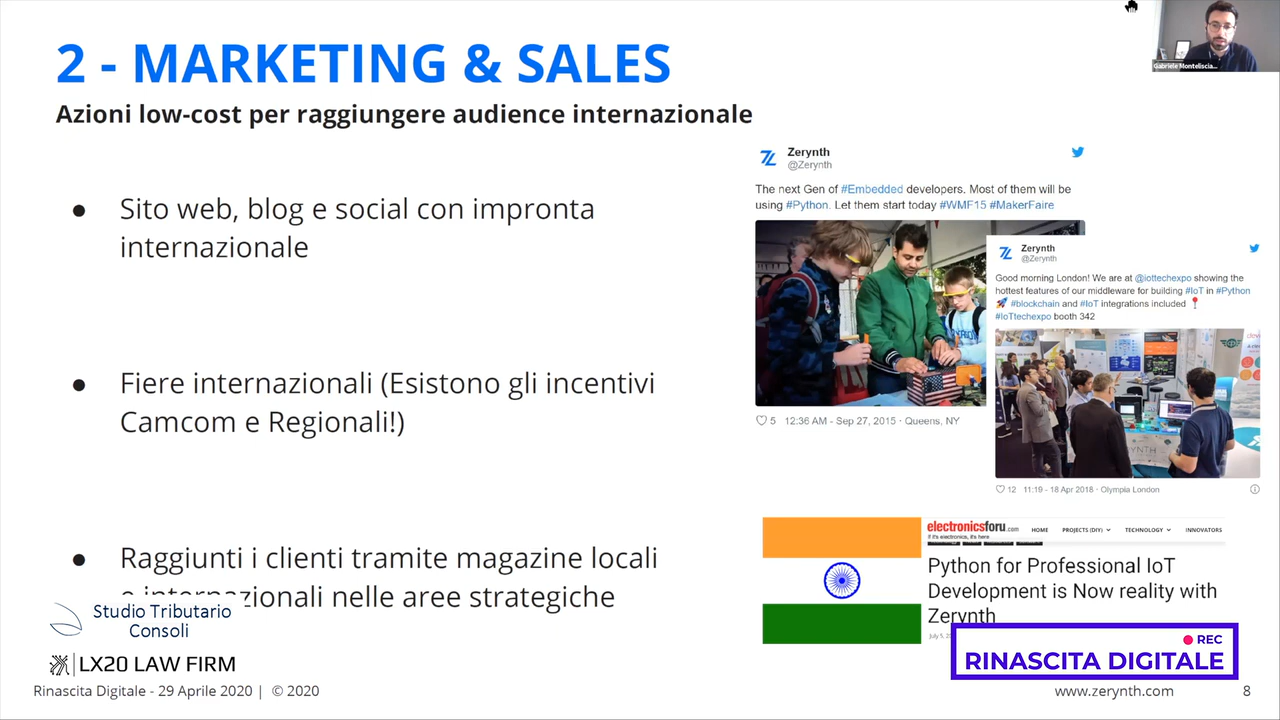 2 - MARKETING & SALES
Azioni low-cost per raggiungere audience internazionale
● Sito web, blog e social con impronta
internazionale
● Fiere internazionali (Esistono gli incentivi
Camcom e Regionali!)
● Raggiunti i clienti tramite magazine locali
e internazionali nelle aree strategiche
Gabriele Montelisciа...
Zerynth
@Zerynth
The next Gen of #Embedded developers. Most of them will be
using #Python. Let them start today #WMF15 #MakerFaire
5 12:36 AM - Sep 27, 2015 · Queens, NY
Zerynth
@Zerynth
Good morning London! We are at @iottechexpo showing the
hottest features of our middleware for building #IoT in #Python
🚀 #blockchain and #IoT integrations included 📍
#IoTtechexpo booth 342
12 11:19 - 18 Apr 2018 · Olympia London
electronicsforu.com
If it's electronics, it's here
HOME PROJECTS (DIY) TECHNOLOGY INNOVATORS
Python for Professional IoT
Development is Now reality with
Zerynth
REC
RINASCITA DIGITALE
Studio Tributario
Consoli
LX20 LAW FIRM
Rinascita Digitale - 29 Aprile 2020 | © 2020
www.zerynth.com
8